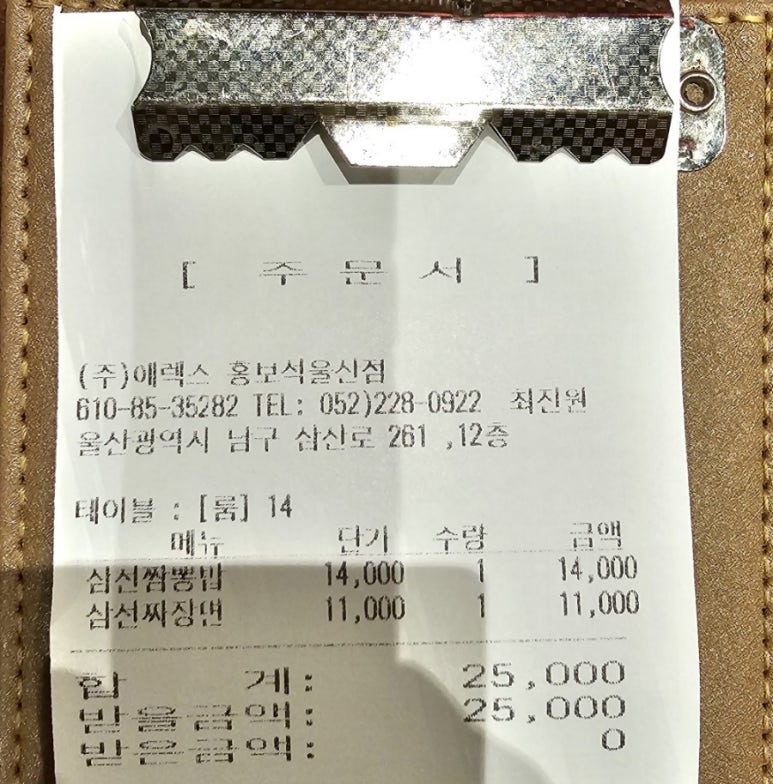 [ 주 문 서 ]
(주)애렉스 홍보석울산점
610-85-35282 TEL: 052)228-0922 최진원
울산광역시 남구 삼산로 261 ,12층
테이블 : [룸] 14
메뉴 단가 수량 금액
삼선짬뽕밥 14,000 1 14,000
삼선짜장면 11,000 1 11,000
합 계: 25,000
받을금액: 25,000
받은금액: 0